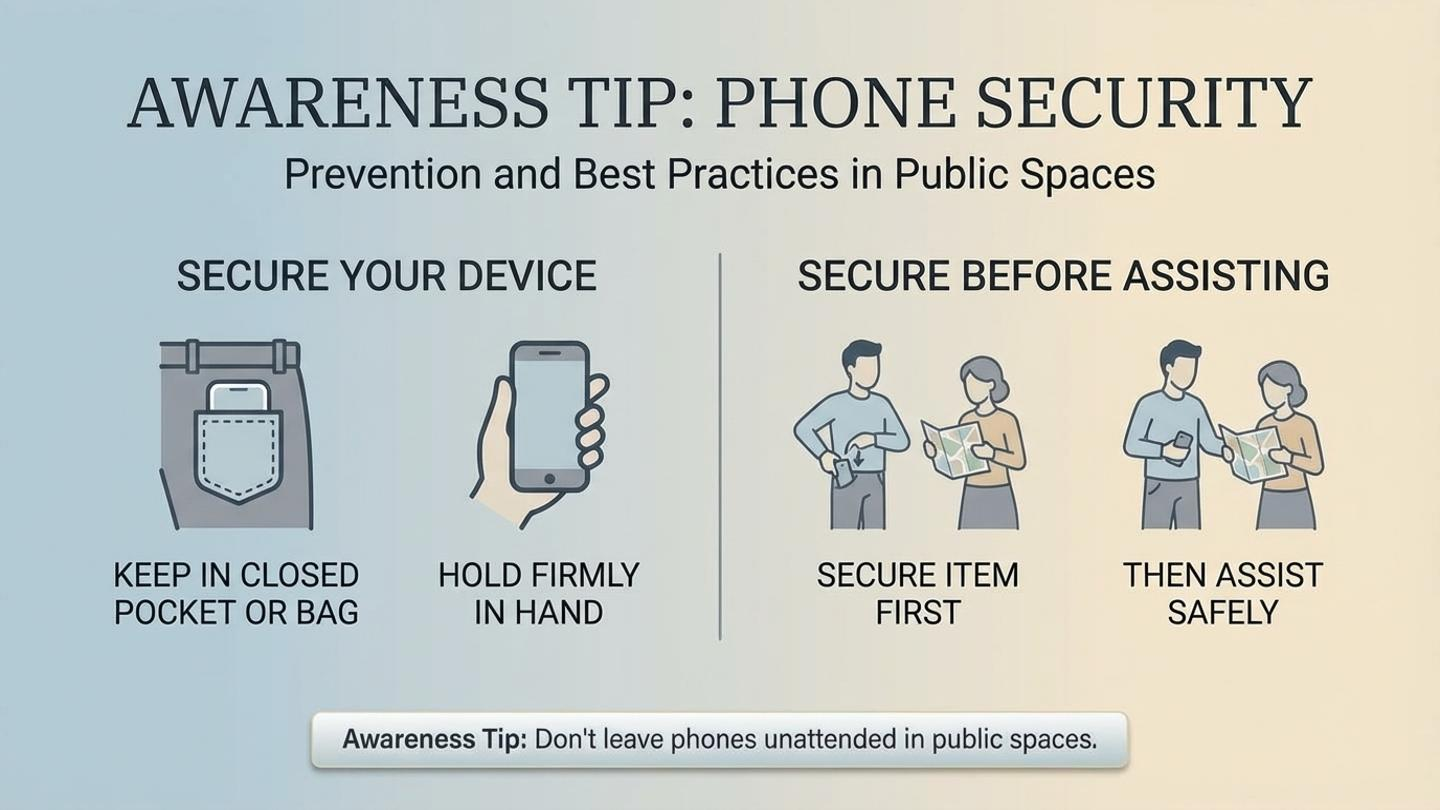 AWARENESS TIP: PHONE SECURITY
Prevention and Best Practices in Public Spaces
SECURE YOUR DEVICE
KEEP IN CLOSED
POCKET OR BAG
HOLD FIRMLY
IN HAND
SECURE BEFORE ASSISTING
SECURE ITEM
FIRST
THEN ASSIST
SAFELY
Awareness Tip: Don't leave phones unattended in public spaces.